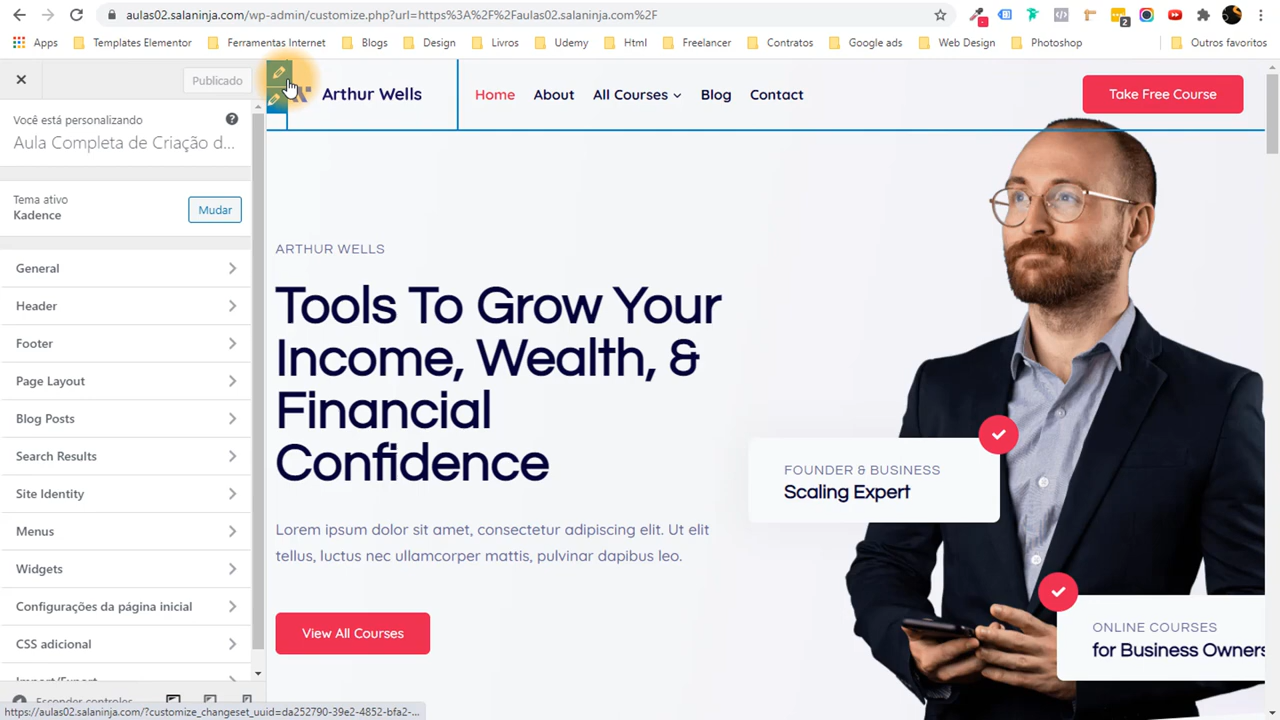 aulas02.salaninja.com/wp-admin/customize.php?url=https%3A%2F%2Faulas02.salaninja.com%2F
2
Apps
Templates Elementor
Ferramentas Internet
Blogs
Design
Livros
Udemy
Html
Freelancer
Contratos
Google ads
Web Design
Photoshop
Outros favoritos
Publicado
Você está personalizando
Aula Completa de Criação d...
Tema ativo
Kadence
Mudar
General
Header
Footer
Page Layout
Blog Posts
Search Results
Site Identity
Menus
Widgets
Configurações da página inicial
CSS adicional
Import/Export
Esconder controles
https://aulas02.salaninja.com/?customize_changeset_uuid=da252790-39e2-4852-bfa2-...
Arthur Wells
Home
About
All Courses
Blog
Contact
Take Free Course
ARTHUR WELLS
Tools To Grow Your
Income, Wealth, &
Financial
Confidence
Lorem ipsum dolor sit amet, consectetur adipiscing elit. Ut elit
tellus, luctus nec ullamcorper mattis, pulvinar dapibus leo.
View All Courses
FOUNDER & BUSINESS
Scaling Expert
ONLINE COURSES
for Business Owners